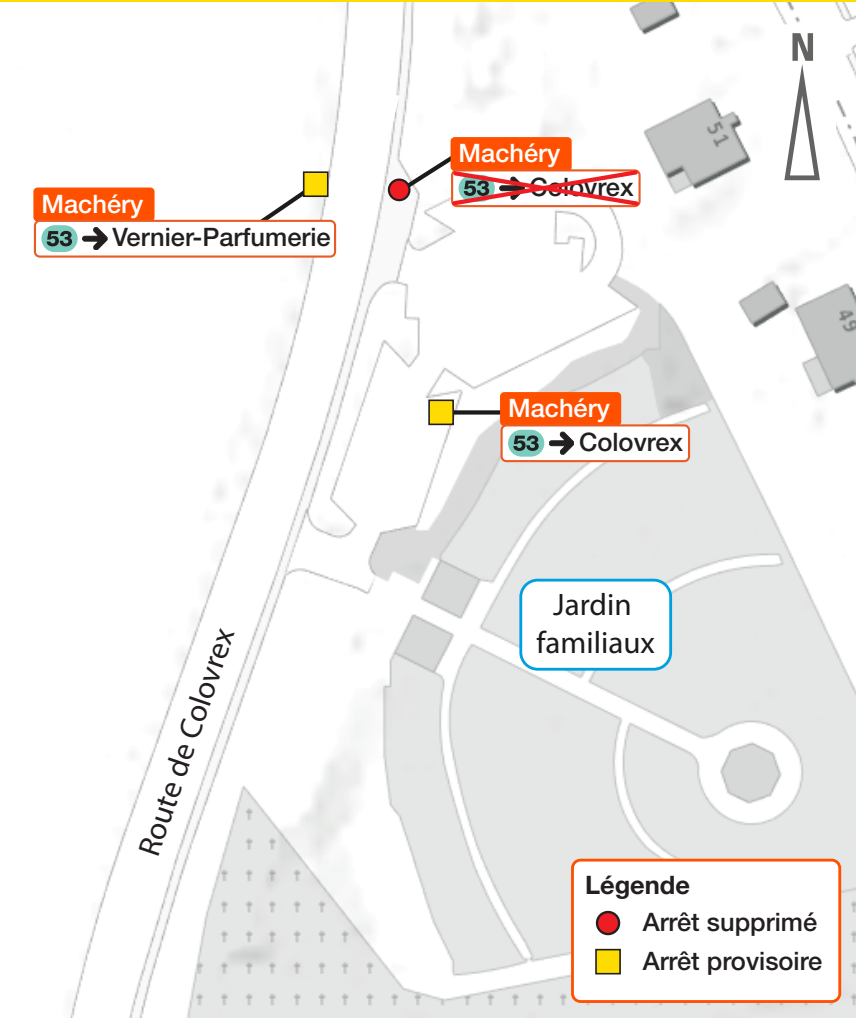 N
51
Machéry
53 → Colovrex
Machéry
53 → Vernier-Parfumerie
49
Machéry
53 → Colovrex
Jardin
familiaux
Route de Colovrex
Légende
Arrêt supprimé
Arrêt provisoire